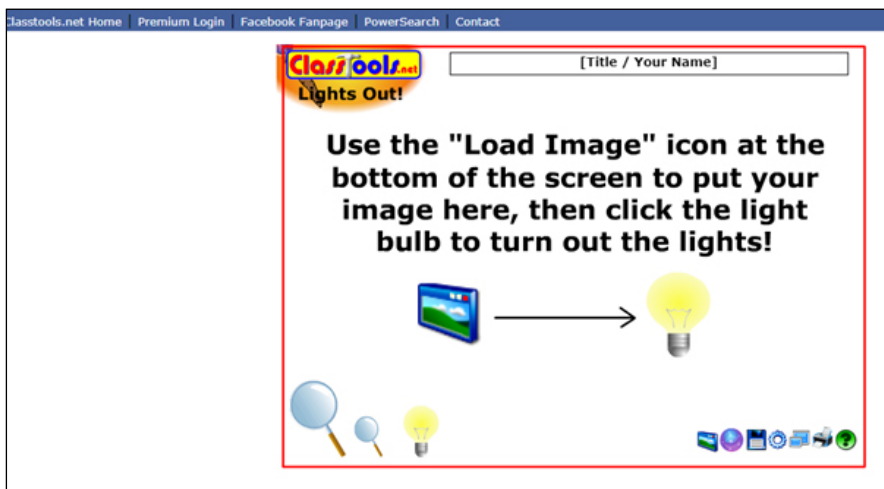 Classtools.net Home | Premium Login | Facebook Fanpage | PowerSearch | Contact
ClassTools.net
[Title / Your Name]
Lights Out!
Use the "Load Image" icon at the
bottom of the screen to put your
image here, then click the light
bulb to turn out the lights!
?